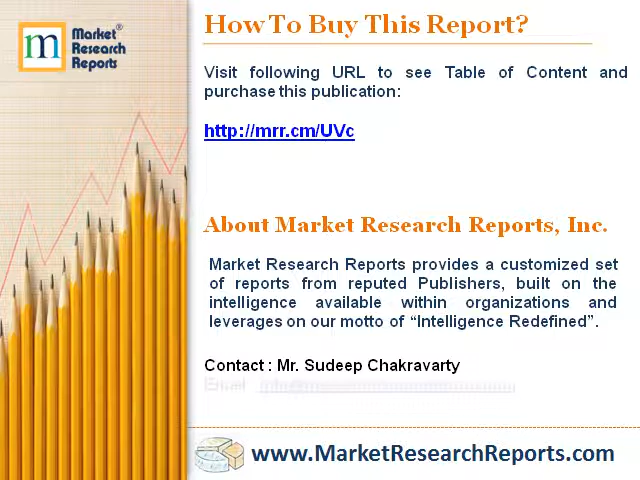 m
Market®
Research
Reports
How To Buy This Report?
Visit following URL to see Table of Content and
purchase this publication:
http://mrr.cm/UVc
About Market Research Reports, Inc.
Market Research Reports provides a customized set
of reports from reputed Publishers, built on the
intelligence available within organizations and
leverages on our motto of “Intelligence Redefined”.
Contact : Mr. Sudeep Chakravarty
Email
www.MarketResearchReports.com